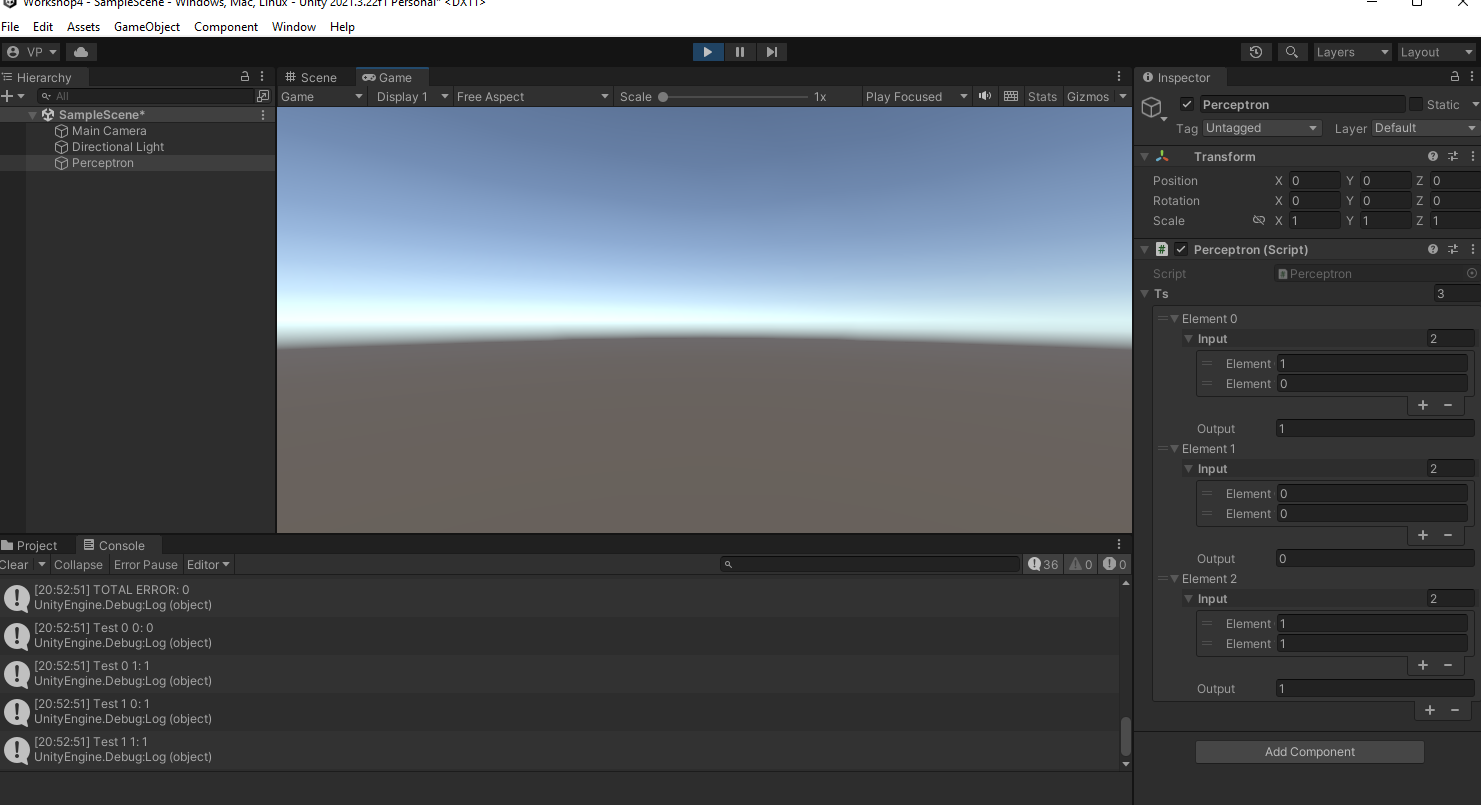 Workshop4 - SampleScene - Windows, Mac, Linux - Unity 2021.3.22f1 Personal* <DX11>
File Edit Assets GameObject Component Window Help
VP Layers Layout
Hierarchy
All
SampleScene*
Main Camera
Directional Light
Perceptron
Scene Game
Game Display 1 Free Aspect Scale 1x Play Focused Stats Gizmos
Inspector
Perceptron Static
Tag Untagged Layer Default
Transform
Position X 0 Y 0 Z 0
Rotation X 0 Y 0 Z 0
Scale X 1 Y 1 Z 1
# Perceptron (Script)
Script Perceptron
Ts 3
Element 0
Input 2
Element 1
Element 0
Output 1
Element 1
Input 2
Element 0
Element 0
Output 0
Element 2
Input 2
Element 1
Element 1
Output 1
Add Component
Project Console
Clear Collapse Error Pause Editor 36 0 0
[20:52:51] TOTAL ERROR: 0
UnityEngine.Debug:Log (object)
[20:52:51] Test 0 0: 0
UnityEngine.Debug:Log (object)
[20:52:51] Test 0 1: 1
UnityEngine.Debug:Log (object)
[20:52:51] Test 1 0: 1
UnityEngine.Debug:Log (object)
[20:52:51] Test 1 1: 1
UnityEngine.Debug:Log (object)